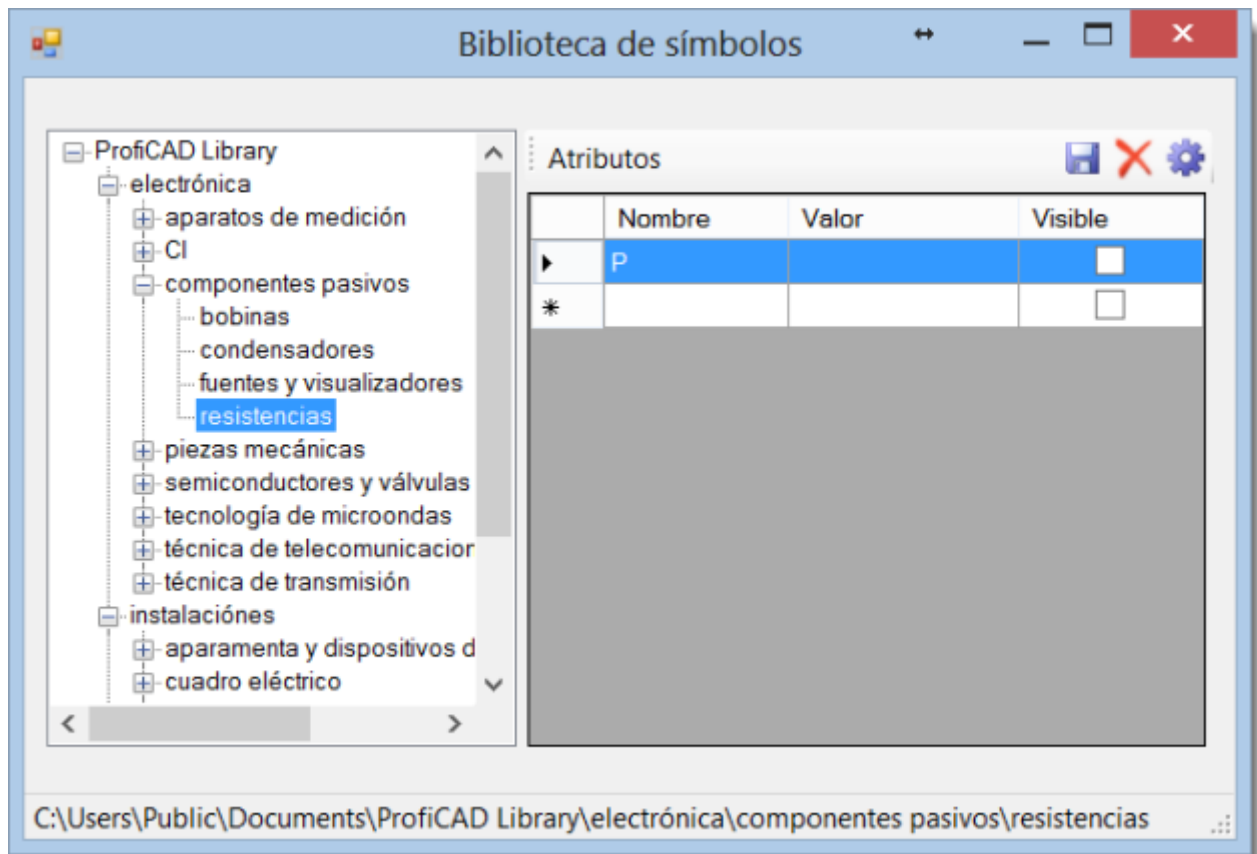 Biblioteca de símbolos
ProfiCAD Library
electrónica
aparatos de medición
CI
componentes pasivos
bobinas
condensadores
fuentes y visualizadores
resistencias
piezas mecánicas
semiconductores y válvulas
tecnología de microondas
técnica de telecomunicacion
técnica de transmisión
instalaciónes
aparamenta y dispositivos d
cuadro eléctrico
Atributos
Nombre Valor Visible
P
C:\Users\Public\Documents\ProfiCAD Library\electrónica\componentes pasivos\resistencias